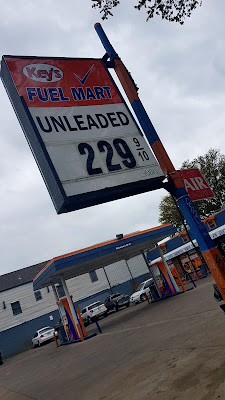 Keys
FUEL MART
UNLEADED
229 9/10
AIR